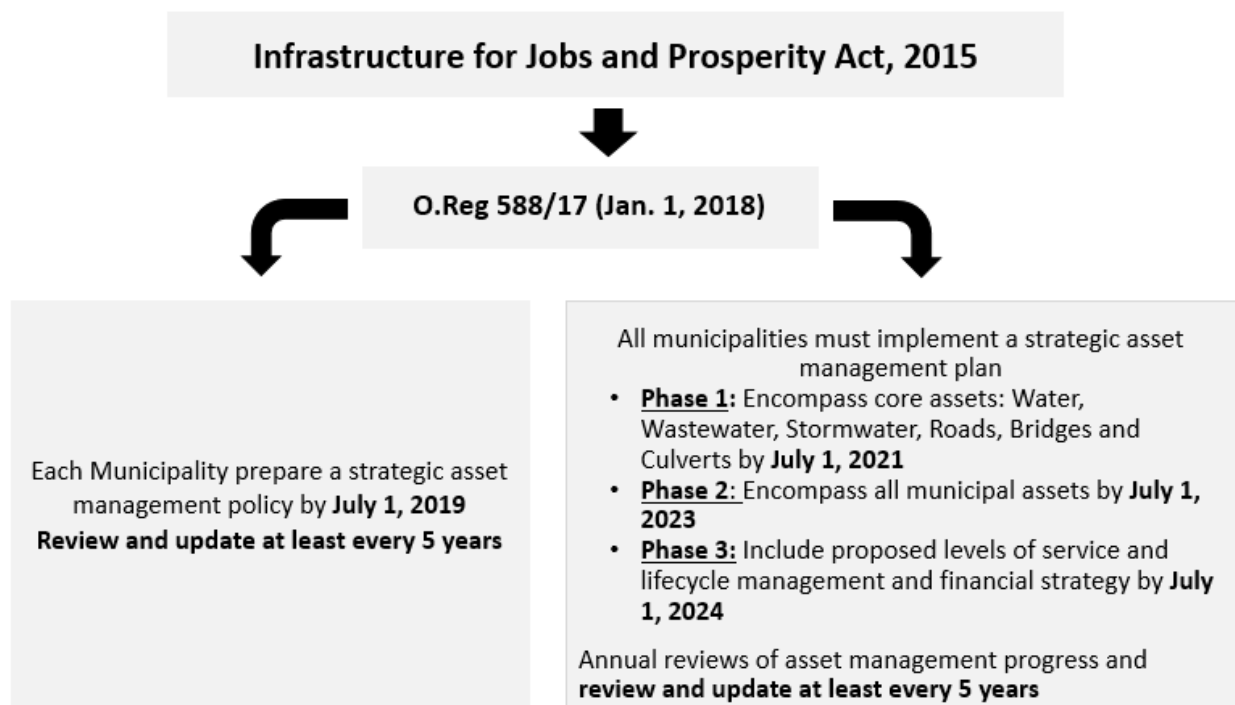 Infrastructure for Jobs and Prosperity Act, 2015
O.Reg 588/17 (Jan. 1, 2018)
Each Municipality prepare a strategic asset
management policy by July 1, 2019
Review and update at least every 5 years
All municipalities must implement a strategic asset
management plan
• Phase 1: Encompass core assets: Water,
Wastewater, Stormwater, Roads, Bridges and
Culverts by July 1, 2021
• Phase 2: Encompass all municipal assets by July 1,
2023
• Phase 3: Include proposed levels of service and
lifecycle management and financial strategy by July
1, 2024
Annual reviews of asset management progress and
review and update at least every 5 years